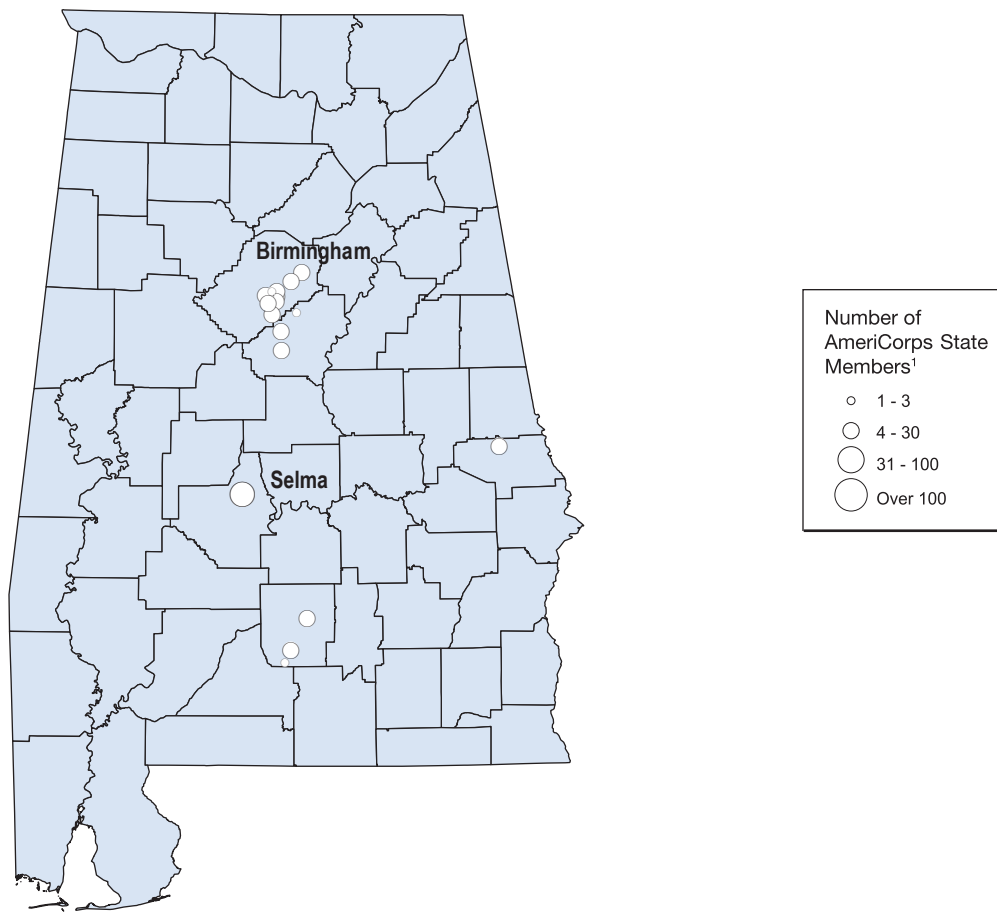 Birmingham
Selma
Number of
AmeriCorps State
Members¹
1 - 3
4 - 30
31 - 100
Over 100